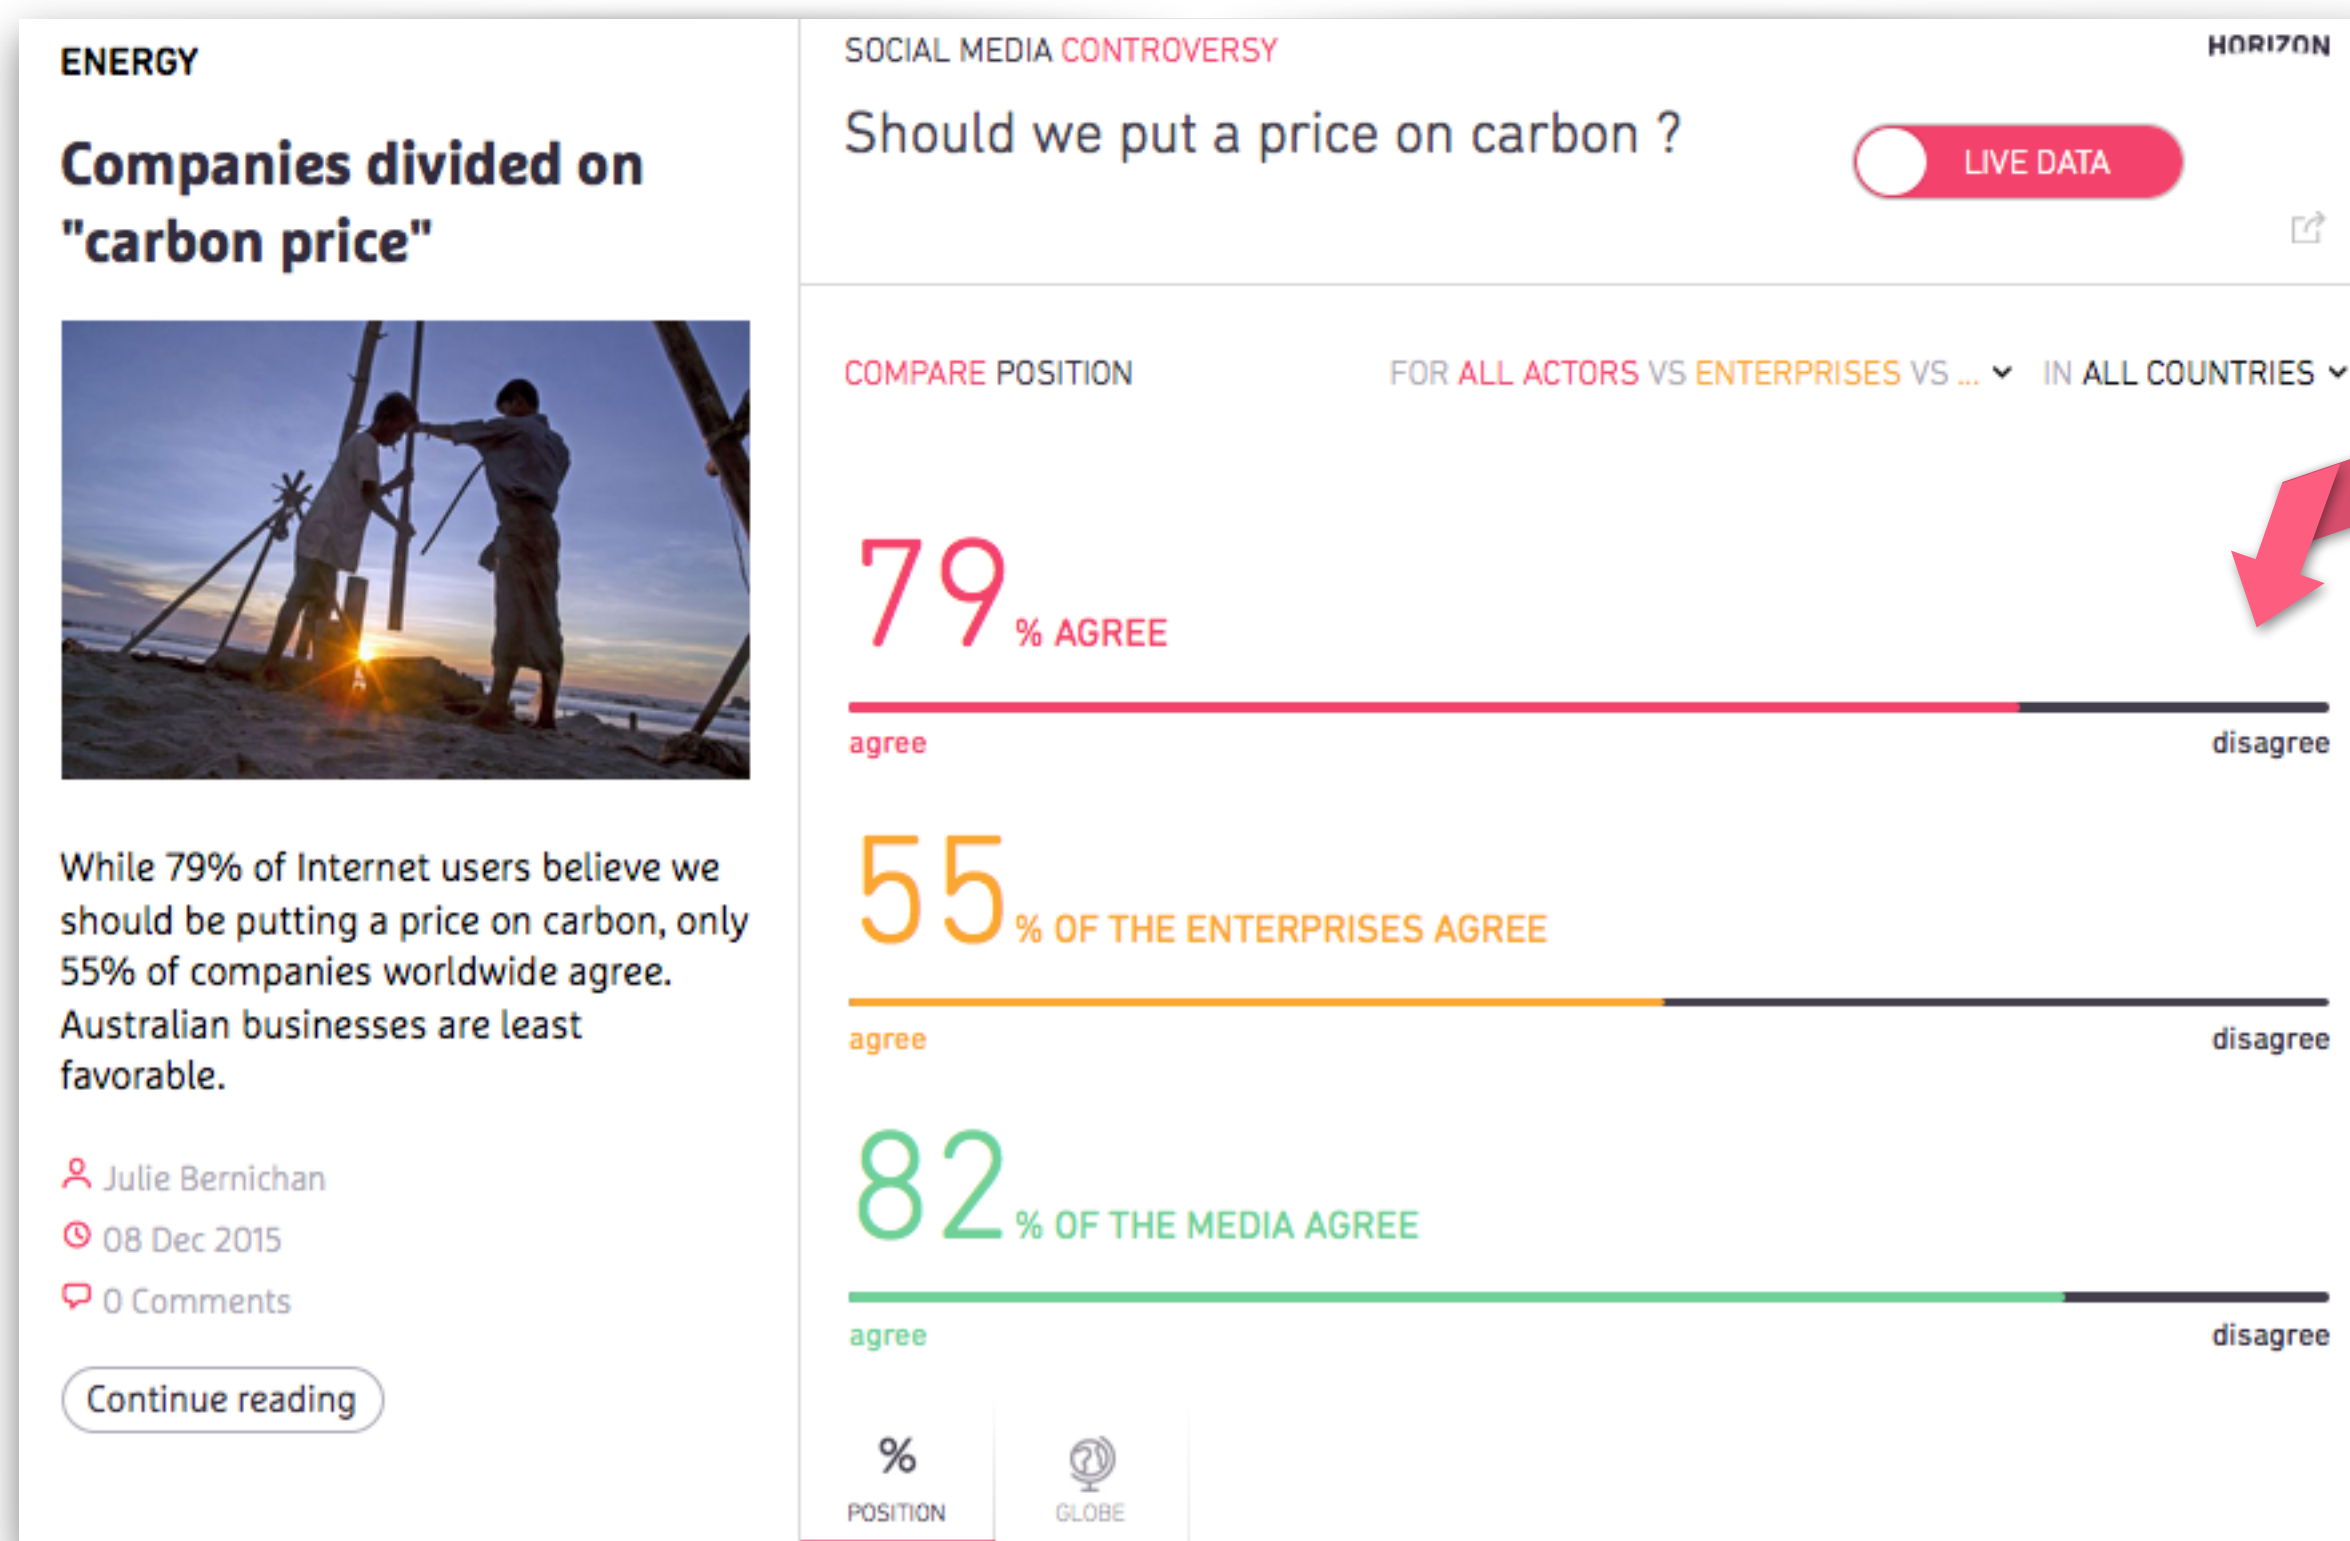 ENERGY
Companies divided on
"carbon price"
While 79% of Internet users believe we
should be putting a price on carbon, only
55% of companies worldwide agree.
Australian businesses are least
favorable.
Julie Bernichan
08 Dec 2015
0 Comments
Continue reading
SOCIAL MEDIA CONTROVERSY
HORIZON
Should we put a price on carbon ?
LIVE DATA
COMPARE POSITION
FOR ALL ACTORS VS ENTERPRISES VS ... IN ALL COUNTRIES
79 % AGREE
agree disagree
55 % OF THE ENTERPRISES AGREE
agree disagree
82 % OF THE MEDIA AGREE
agree disagree
%
POSITION GLOBE